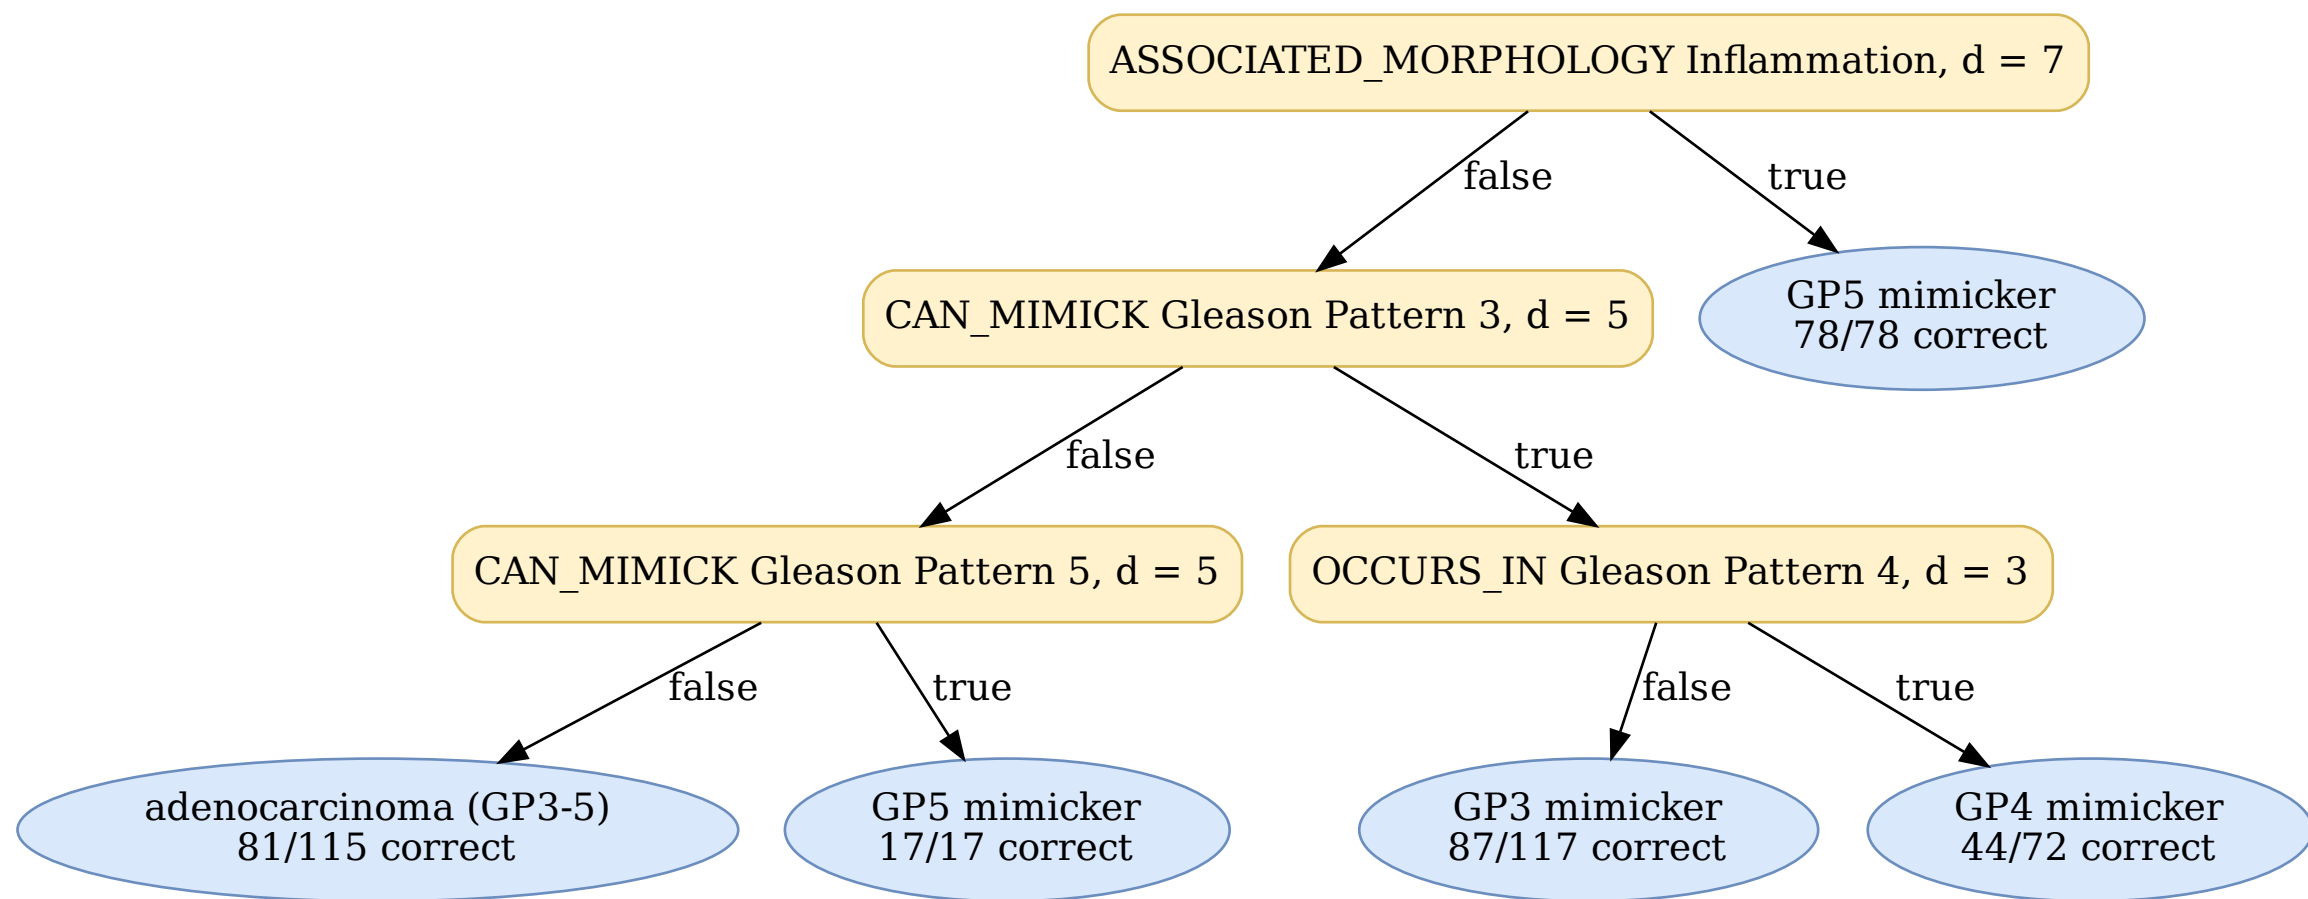 ASSOCIATED_MORPHOLOGY Inflammation, d = 7
false
true
CAN_MIMICK Gleason Pattern 3, d = 5
GP5 mimicker
78/78 correct
false
true
CAN_MIMICK Gleason Pattern 5, d = 5
OCCURS_IN Gleason Pattern 4, d = 3
false
true
false
true
adenocarcinoma (GP3-5)
81/115 correct
GP5 mimicker
17/17 correct
GP3 mimicker
87/117 correct
GP4 mimicker
44/72 correct